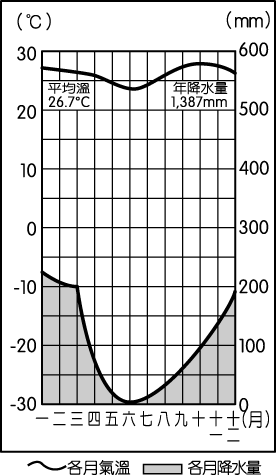 (℃) (mm)
30 600
平均溫 年降水量
26.7°C 1,387mm
20 500
10 400
0 300
-10 200
-20 100
-30 0
一 二 三 四 五 六 七 八 九 十 十一 十二 (月)
各月氣溫 各月降水量